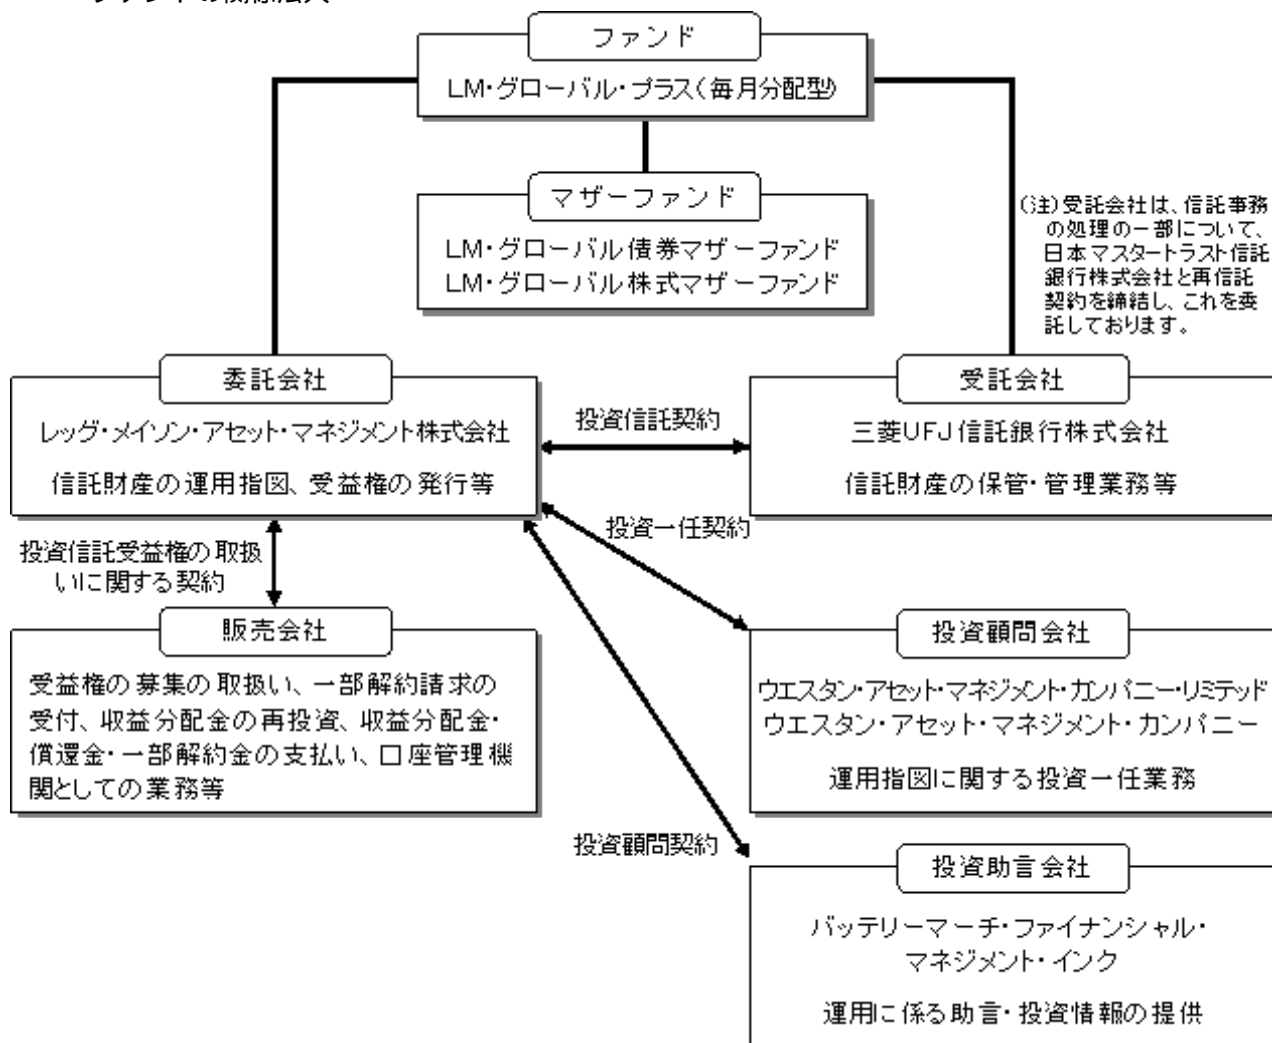 ファンド
LM・グローバル・プラス(毎月分配型)
マザーファンド
LM・グローバル債券マザーファンド
LM・グローバル株式マザーファンド
(注)受託会社は、信託事務
の処理の一部について、
日本マスタートラスト信託
銀行株式会社と再信託
契約を締結し、これを委
託しております。
委託会社
レッグ・メイソン・アセット・マネジメント株式会社
信託財産の運用指図、受益権の発行等
投資信託契約
受託会社
三菱UFJ信託銀行株式会社
信託財産の保管・管理業務等
投資一任契約
投資信託受益権の取扱
いに関する契約
販売会社
受益権の募集の取扱い、一部解約請求の
受付、収益分配金の再投資、収益分配金・
償還金・一部解約金の支払い、口座管理機
関としての業務等
投資顧問会社
ウエスタン・アセット・マネジメント・カンパニー・リミテッド
ウエスタン・アセット・マネジメント・カンパニー
運用指図に関する投資一任業務
投資顧問契約
投資助言会社
バッテリーマーチ・ファイナンシャル・
マネジメント・インク
運用に係る助言・投資情報の提供